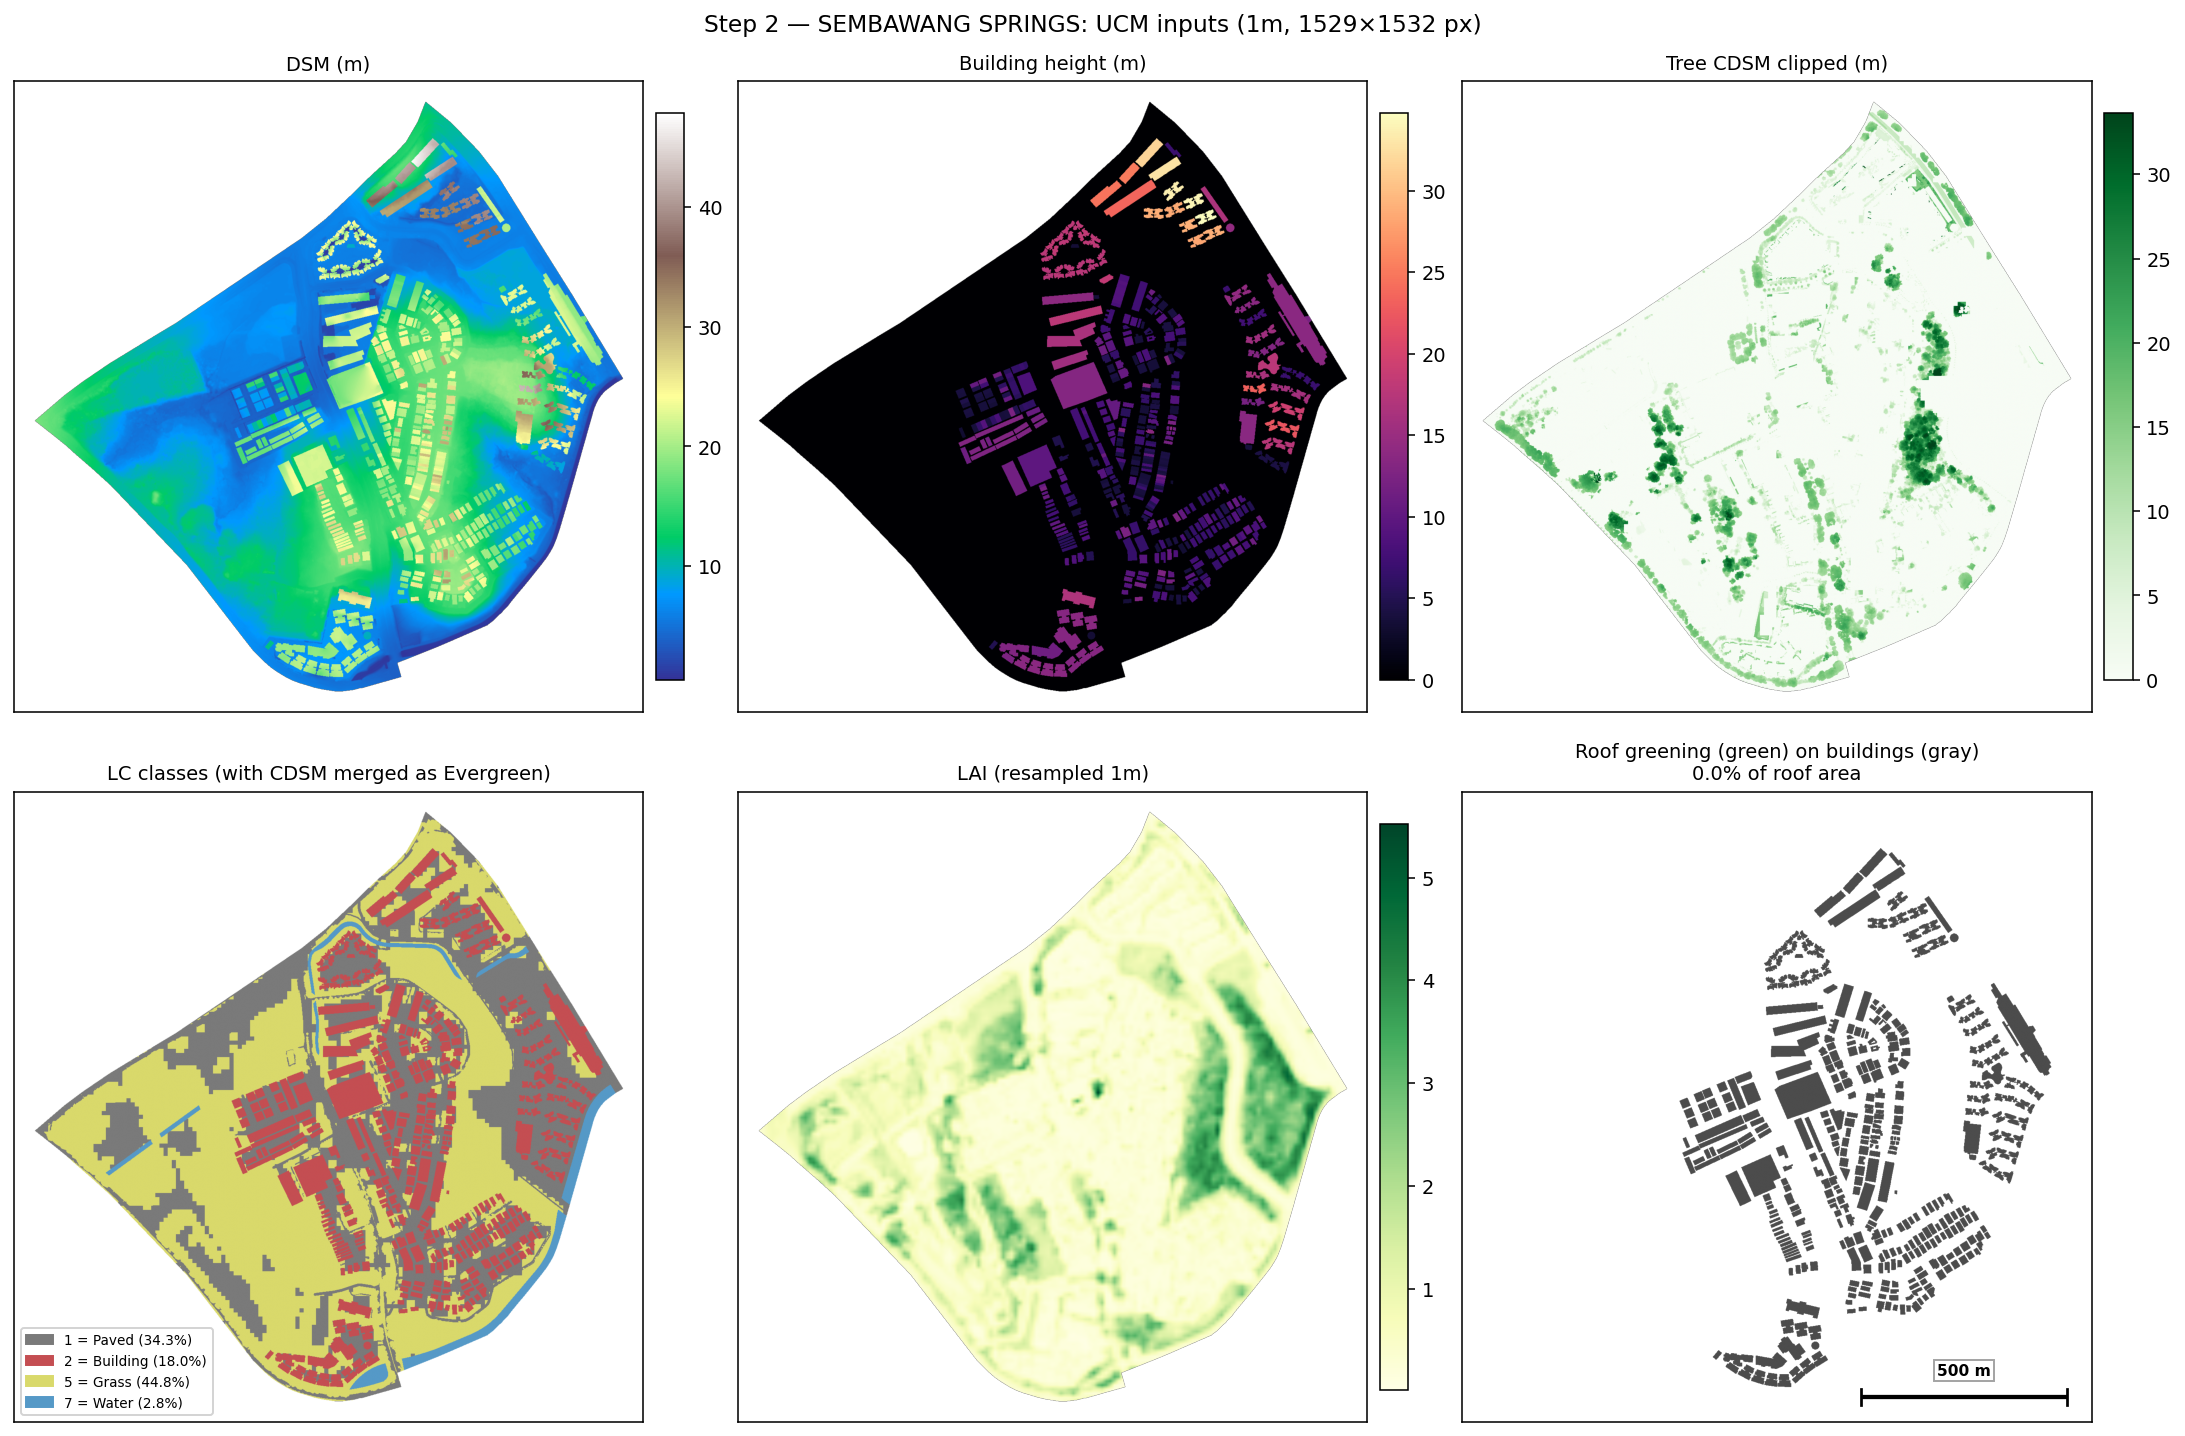 Step 2 — SEMBAWANG SPRINGS: UCM inputs (1m, 1529×1532 px)
DSM (m)
40
30
20
10
Building height (m)
30
25
20
15
10
5
0
Tree CDSM clipped (m)
30
25
20
15
10
5
0
LC classes (with CDSM merged as Evergreen)
1 = Paved (34.3%)
2 = Building (18.0%)
5 = Grass (44.8%)
7 = Water (2.8%)
LAI (resampled 1m)
5
4
3
2
1
Roof greening (green) on buildings (gray)
0.0% of roof area
500 m